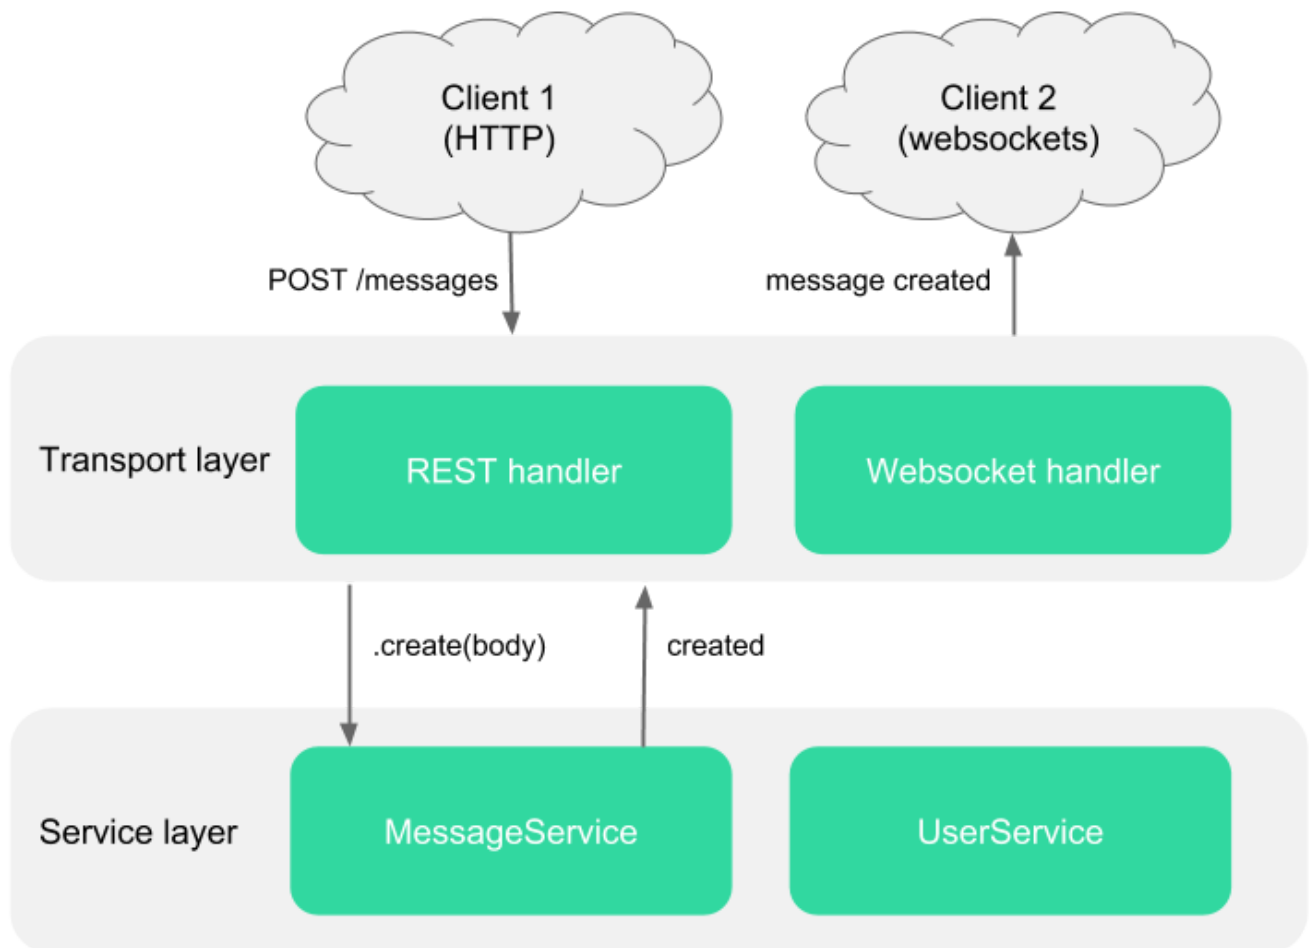 Client 1
(HTTP)
Client 2
(websockets)
POST /messages
message created
Transport layer
REST handler
Websocket handler
.create(body)
created
Service layer
MessageService
UserService